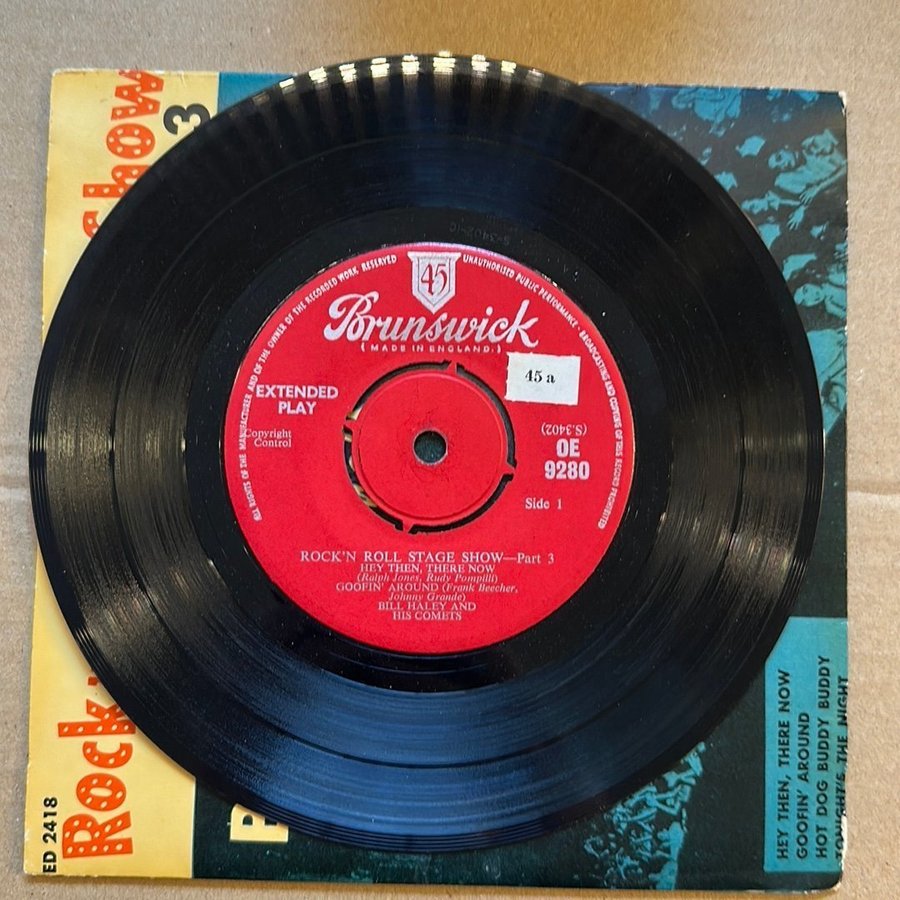 Rock
how
3
ED 2418
ALL RIGHTS OF THE MANUFACTURER AND OF THE OWNER OF THE RECORDED WORK RESERVED
UNAUTHORISED PUBLIC PERFORMANCE · BROADCASTING AND COPYING OF THIS RECORD PROHIBITED
45
Brunswick
(MADE IN ENGLAND.)
45 a
EXTENDED
PLAY
Copyright
Control
(S.3402)
OE
9280
Side 1
ROCK'N ROLL STAGE SHOW—Part 3
HEY THEN, THERE NOW
(Ralph Jones, Rudy Pompilli)
GOOFIN' AROUND (Frank Beecher,
Johnny Grande)
BILL HALEY AND
HIS COMETS
HEY THEN, THERE NOW
GOOFIN' AROUND
HOT DOG BUDDY BUDDY
TONIGHT'S THE NIGHT